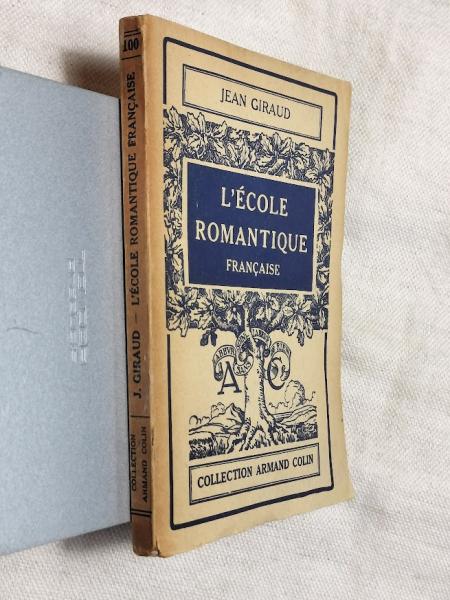 JEAN GIRAUD
L'ÉCOLE
ROMANTIQUE
FRANÇAISE
A C
COLLECTION ARMAND COLIN
100
J. GIRAUD — L'ÉCOLE ROMANTIQUE FRANÇAISE
COLLECTION
ARMAND COLIN